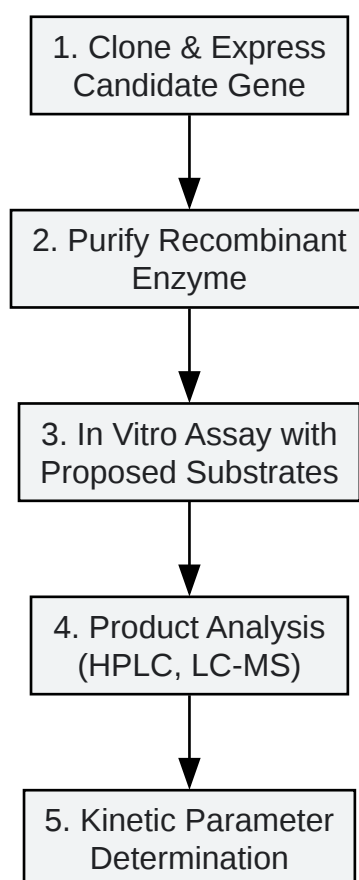 1. Clone & Express
Candidate Gene
2. Purify Recombinant
Enzyme
3. In Vitro Assay with
Proposed Substrates
4. Product Analysis
(HPLC, LC-MS)
5. Kinetic Parameter
Determination